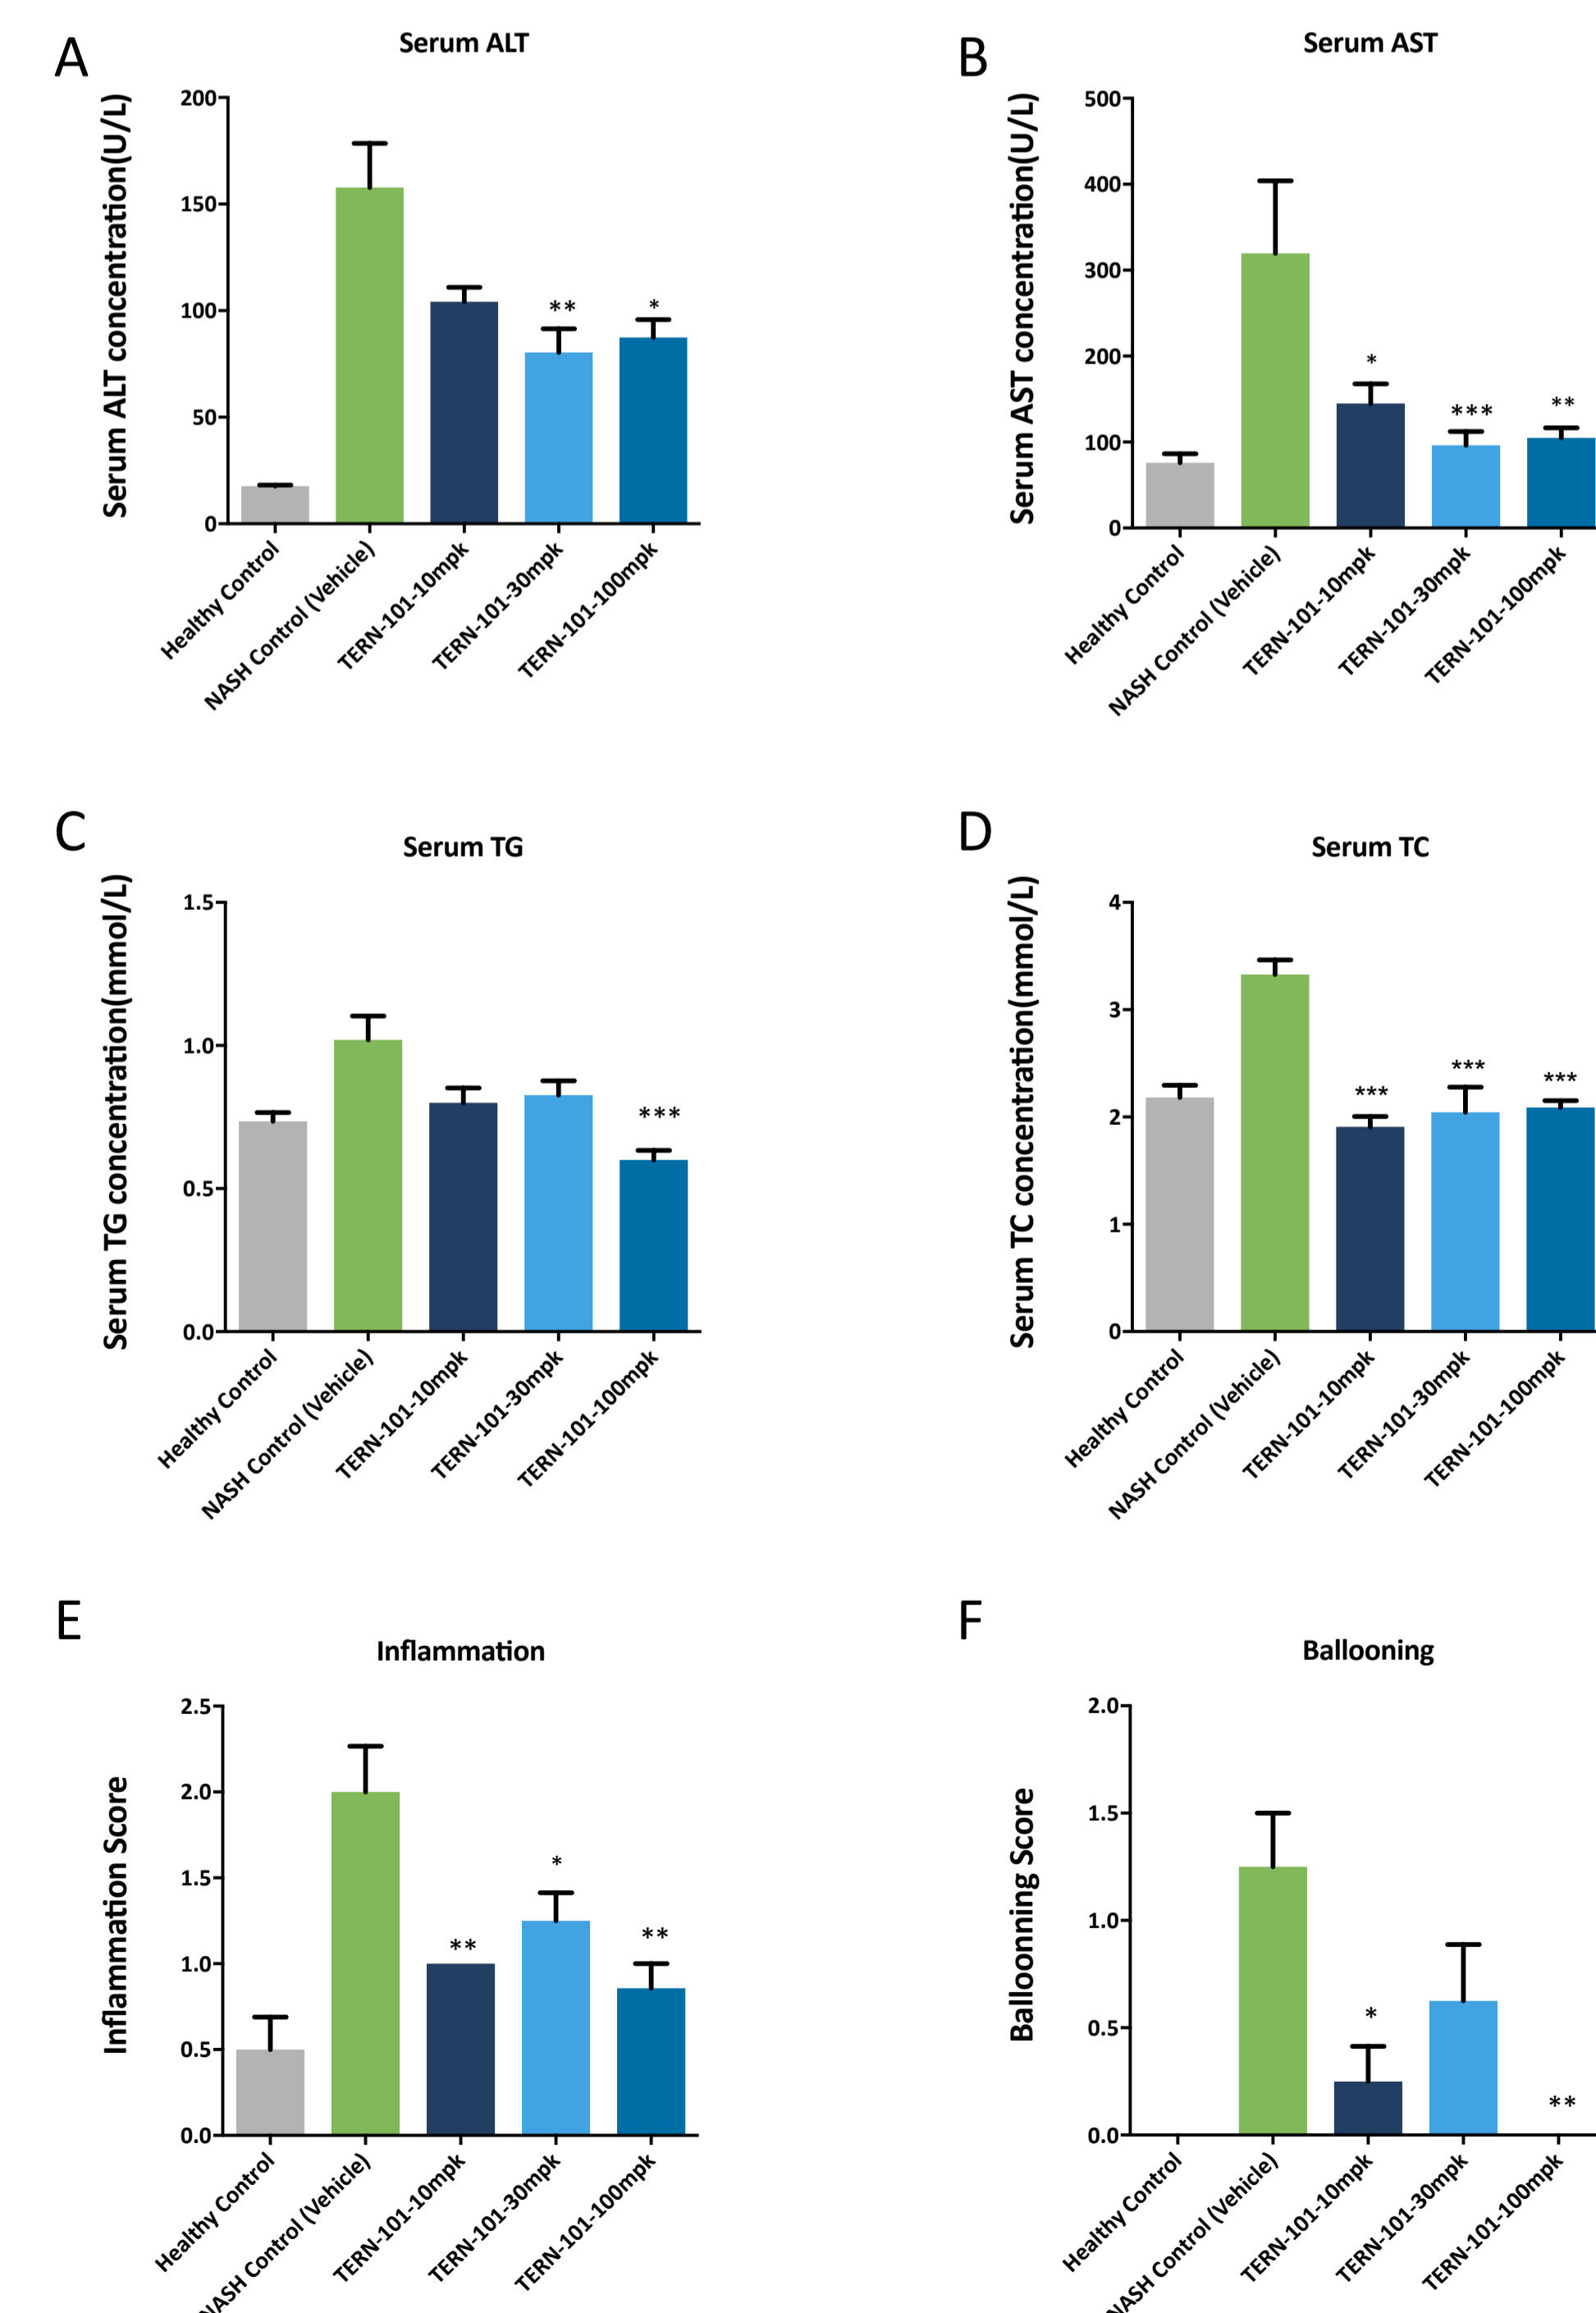 A
Serum ALT
Serum ALT concentration(U/L)
200
150
100
50
0
**
*
Healthy Control
NASH Control (Vehicle)
TERN-101-10mpk
TERN-101-30mpk
TERN-101-100mpk
B
Serum AST
Serum AST concentration(U/L)
500
400
300
200
100
0
*
***
**
Healthy Control
NASH Control (Vehicle)
TERN-101-10mpk
TERN-101-30mpk
TERN-101-100mpk
C
Serum TG
Serum TG concentration(mmol/L)
1.5
1.0
0.5
0.0
***
Healthy Control
NASH Control (Vehicle)
TERN-101-10mpk
TERN-101-30mpk
TERN-101-100mpk
D
Serum TC
Serum TC concentration(mmol/L)
4
3
2
1
0
***
***
***
Healthy Control
NASH Control (Vehicle)
TERN-101-10mpk
TERN-101-30mpk
TERN-101-100mpk
E
Inflammation
Inflammation Score
2.5
2.0
1.5
1.0
0.5
0.0
**
*
**
Healthy Control
NASH Control (Vehicle)
TERN-101-10mpk
TERN-101-30mpk
TERN-101-100mpk
F
Ballooning
Balloonning Score
2.0
1.5
1.0
0.5
0.0
*
**
Healthy Control
NASH Control (Vehicle)
TERN-101-10mpk
TERN-101-30mpk
TERN-101-100mpk